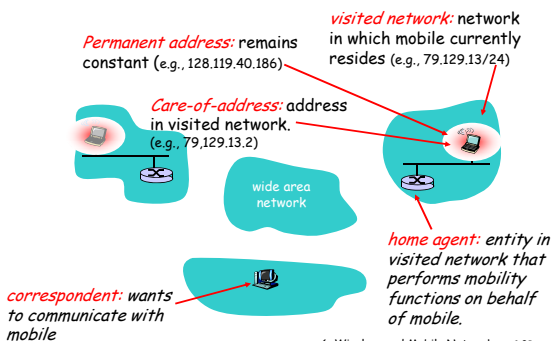 Permanent address: remains
constant (e.g., 128.119.40.186)
visited network: network
in which mobile currently
resides (e.g., 79.129.13/24)
Care-of-address: address
in visited network.
(e.g., 79,129.13.2)
wide area
network
home agent: entity in
visited network that
performs mobility
functions on behalf
of mobile.
correspondent: wants
to communicate with
mobile